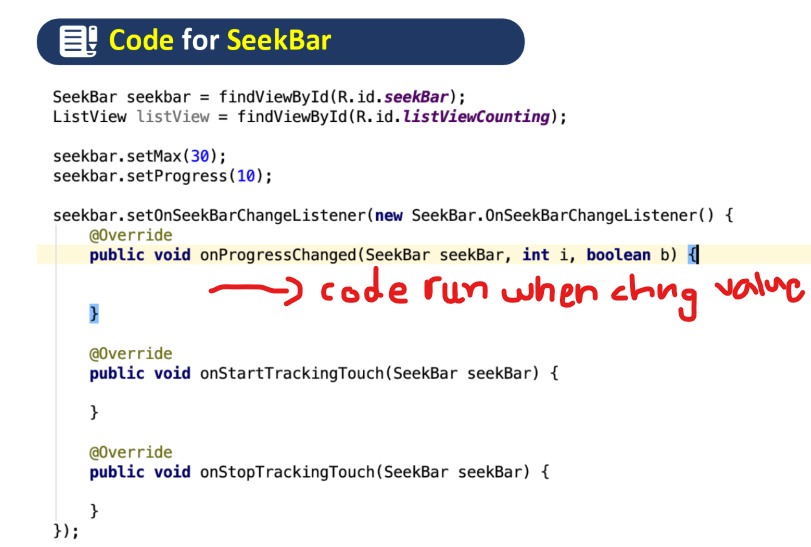 Code for SeekBar
SeekBar seekbar = findViewById(R.id.seekBar);
ListView listView = findViewById(R.id.listViewCounting);
seekbar.setMax(30);
seekbar.setProgress(10);
seekbar.setOnSeekBarChangeListener(new SeekBar.OnSeekBarChangeListener() {
@Override
public void onProgressChanged(SeekBar seekBar, int i, boolean b) {
code run when chng value
}
@Override
public void onStartTrackingTouch(SeekBar seekBar) {
}
@Override
public void onStopTrackingTouch(SeekBar seekBar) {
}
});